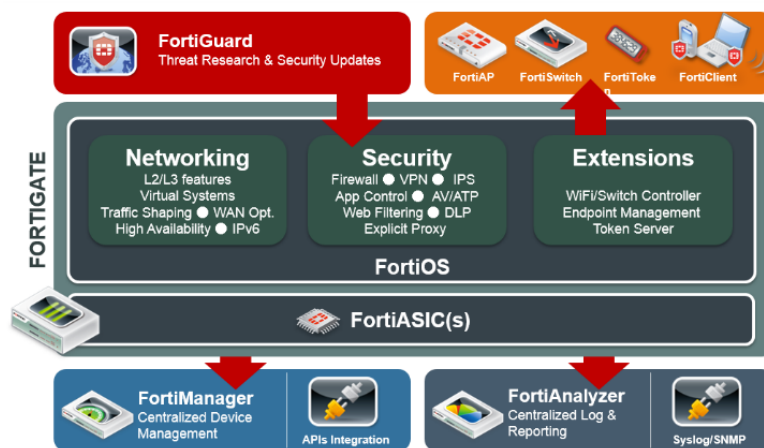 FortiGuard
Threat Research & Security Updates
FortiAP
FortiSwitch
FortiToke
n
FortiClient
FORTIGATE
Networking
L2/L3 features
Virtual Systems
Traffic Shaping ● WAN Opt.
High Availability ● IPv6
Security
Firewall ● VPN ● IPS
App Control ● AV/ATP
Web Filtering ● DLP
Explicit Proxy
Extensions
WiFi/Switch Controller
Endpoint Management
Token Server
FortiOS
FortiASIC(s)
FortiManager
Centralized Device
Management
APIs Integration
FortiAnalyzer
Centralized Log &
Reporting
Syslog/SNMP